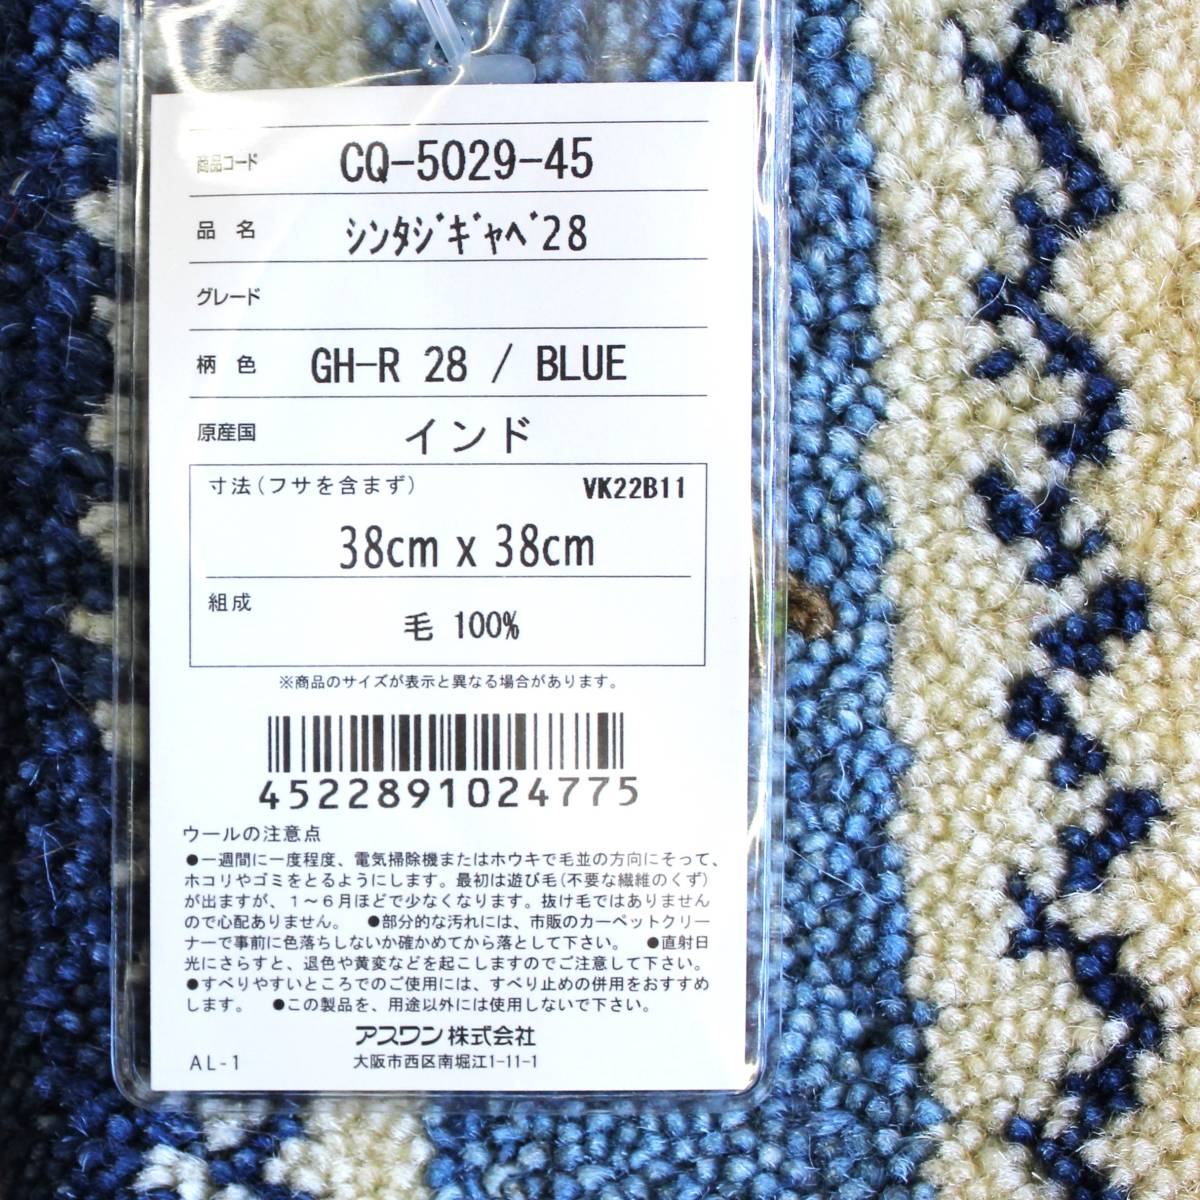 商品コード CQ-5029-45
品名 ｼﾝﾀｼﾞｷﾞｬﾍﾞ28
グレード
柄色 GH-R 28 / BLUE
原産国 インド
寸法(フサを含まず) VK22B11
38cm x 38cm
組成
毛 100%
※商品のサイズが表示と異なる場合があります。
4522891024775
ウールの注意点
●一週間に一度程度、電気掃除機またはホウキで毛並の方向にそって、
ホコリやゴミをとるようにします。最初は遊び毛(不要な繊維のくず)
が出ますが、1～6月ほどで少なくなります。抜け毛ではありません
ので心配ありません。 ●部分的な汚れには、市販のカーペットクリー
ナーで事前に色落ちしないか確かめてから落として下さい。 ●直射日
光にさらすと、退色や黄変などを起こしますのでご注意して下さい。
●すべりやすいところでのご使用には、すべり止めの併用をおすすめ
します。 ●この製品を、用途以外には使用しないで下さい。
アスワン株式会社
AL-1 大阪市西区南堀江1-11-1